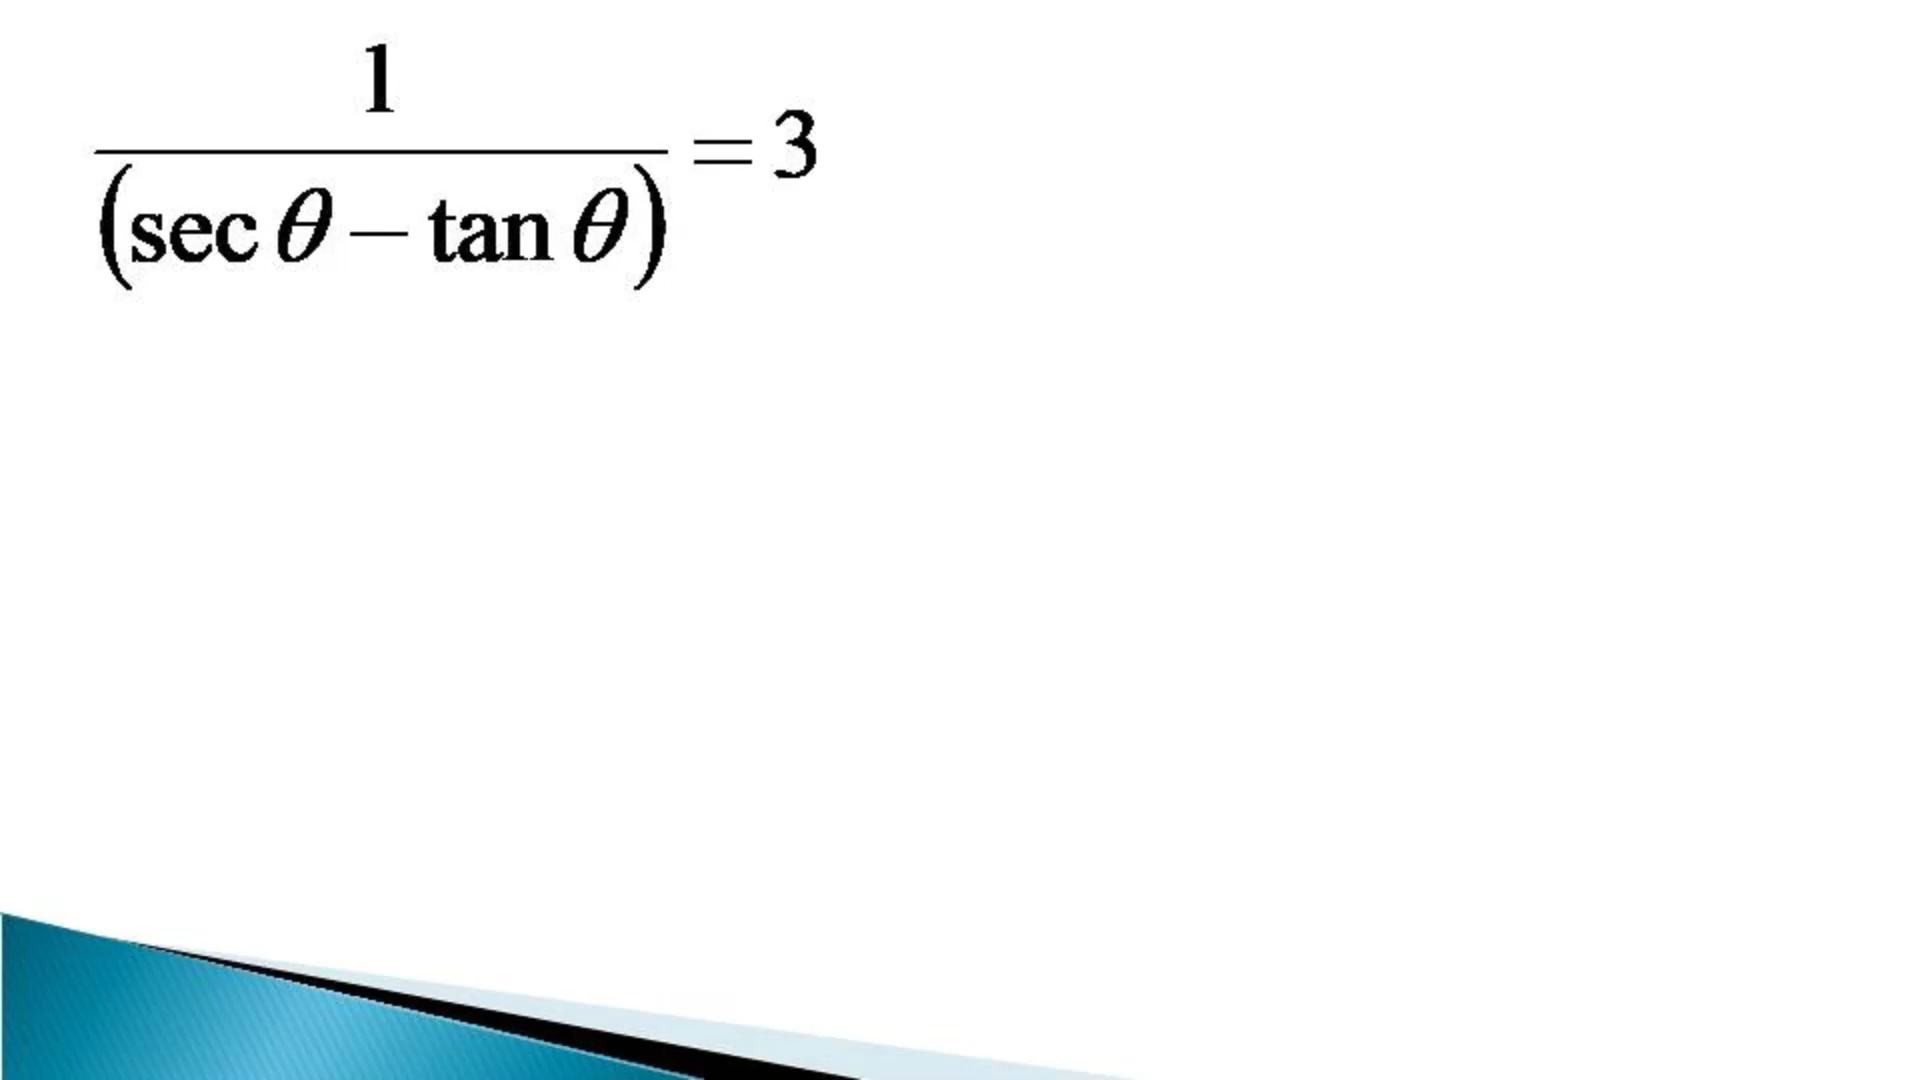 1
(sec θ – tan θ) = 3